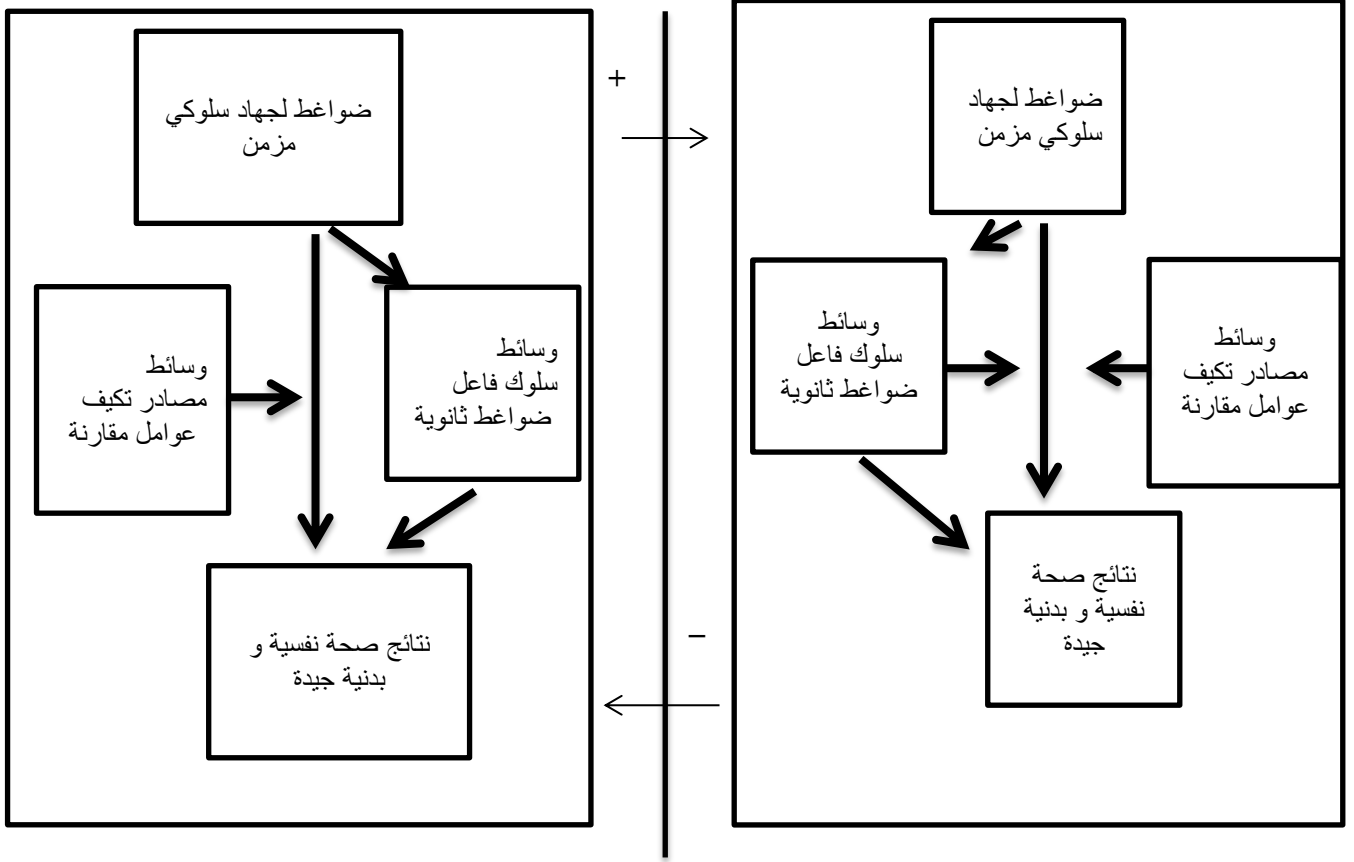 ضواغط لجهاد
سلوكي مزمن
وسائط
مصادر تكيف
عوامل مقارنة
وسائط
سلوك فاعل
ضواغط ثانوية
نتائج صحة
نفسية و بدنية
جيدة
+
−
ضواغط لجهاد سلوكي
مزمن
وسائط
سلوك فاعل
ضواغط ثانوية
وسائط
مصادر تكيف
عوامل مقارنة
نتائج صحة نفسية و
بدنية جيدة